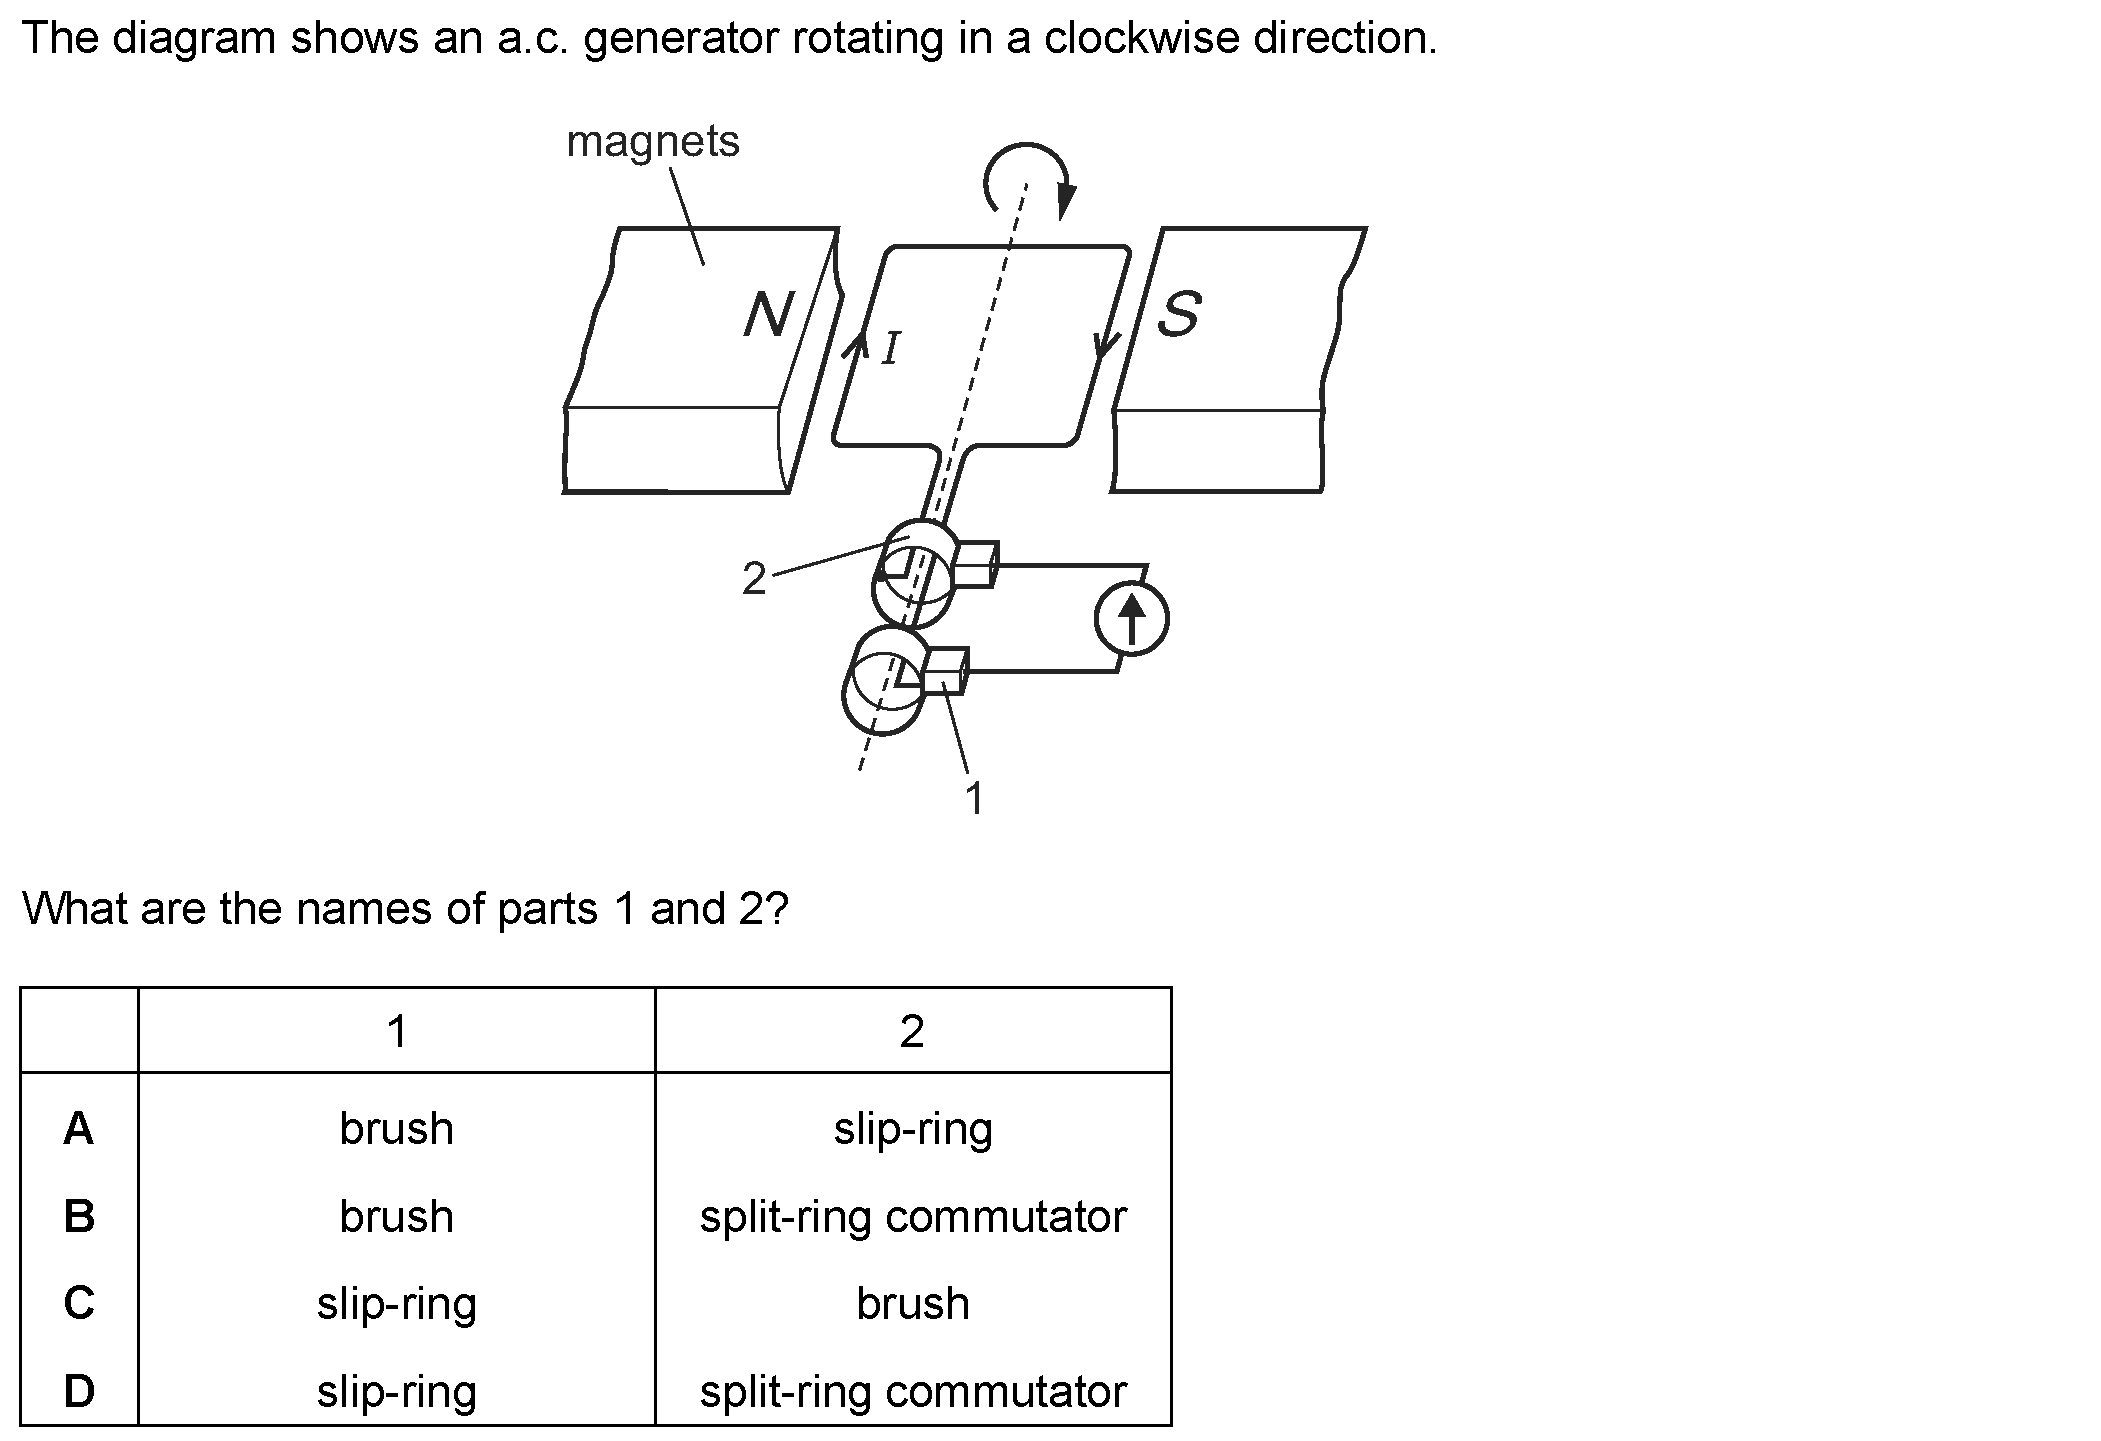 The diagram shows an a.c. generator rotating in a clockwise direction.
magnets
N
S
I
2
1
What are the names of parts 1 and 2?
1 2
A brush slip-ring
B brush split-ring commutator
C slip-ring brush
D slip-ring split-ring commutator